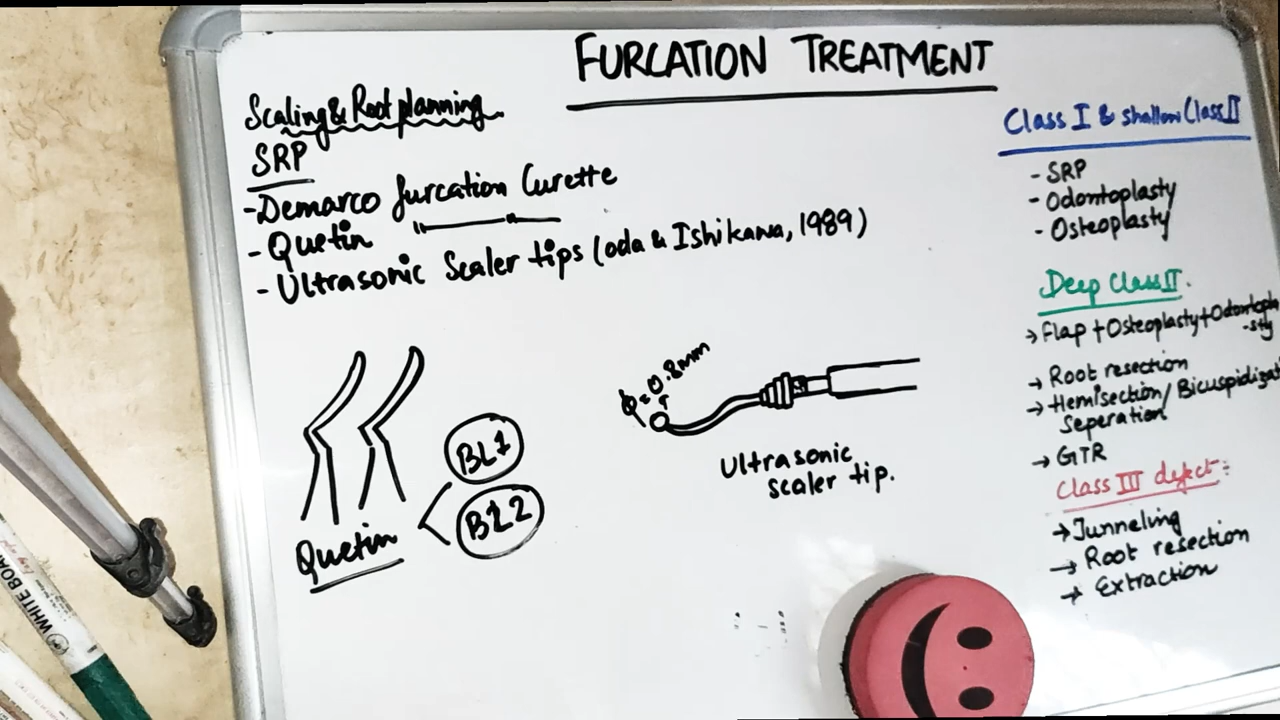 FURCATION TREATMENT
Scaling & Root planning
SRP
- Demarco furcation Curette
- Quetin
- Ultrasonic Scaler tips (oda & Ishikawa, 1989)
Quetin
BL1
BL2
ϕ = 0.8mm
Ultrasonic
scaler tip.
Class I & shallow Class II
- SRP
- Odontoplasty
- Osteoplasty
Deep Class II.
→ Flap + Osteoplasty + Odontopla
-sty
→ Root resection
→ Hemisection/ Bicuspidizat
Seperation
→ GTR
Class III defect:
→ Tunneling
→ Root resection
→ Extraction
WHITE BOA